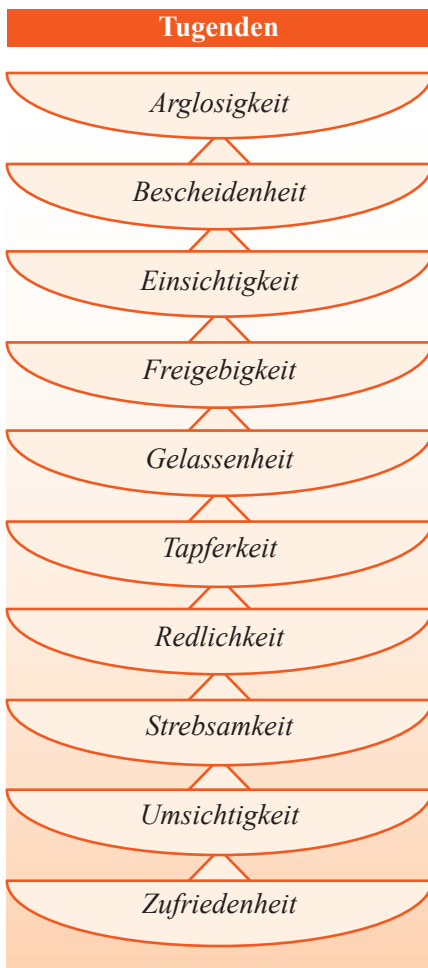 Tugenden
Arglosigkeit
Bescheidenheit
Einsichtigkeit
Freigebigkeit
Gelassenheit
Tapferkeit
Redlichkeit
Strebsamkeit
Umsichtigkeit
Zufriedenheit